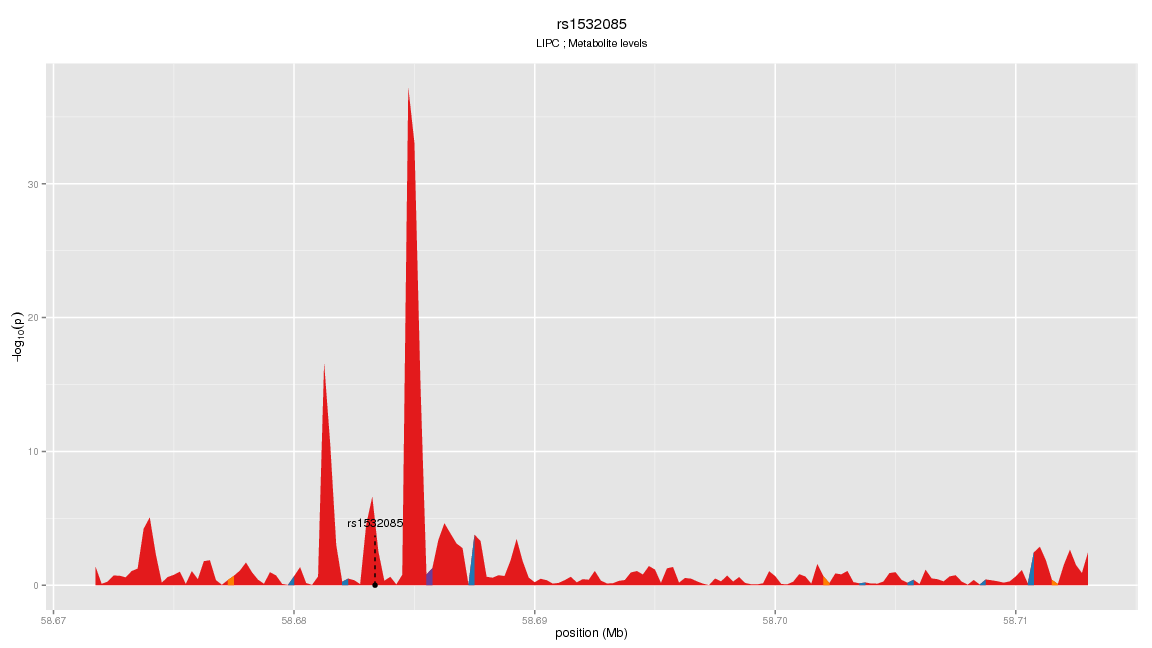 rs1532085
LIPC ; Metabolite levels
−log10(p)
30
20
10
0
rs1532085
58.67 58.68 58.69 58.70 58.71
position (Mb)